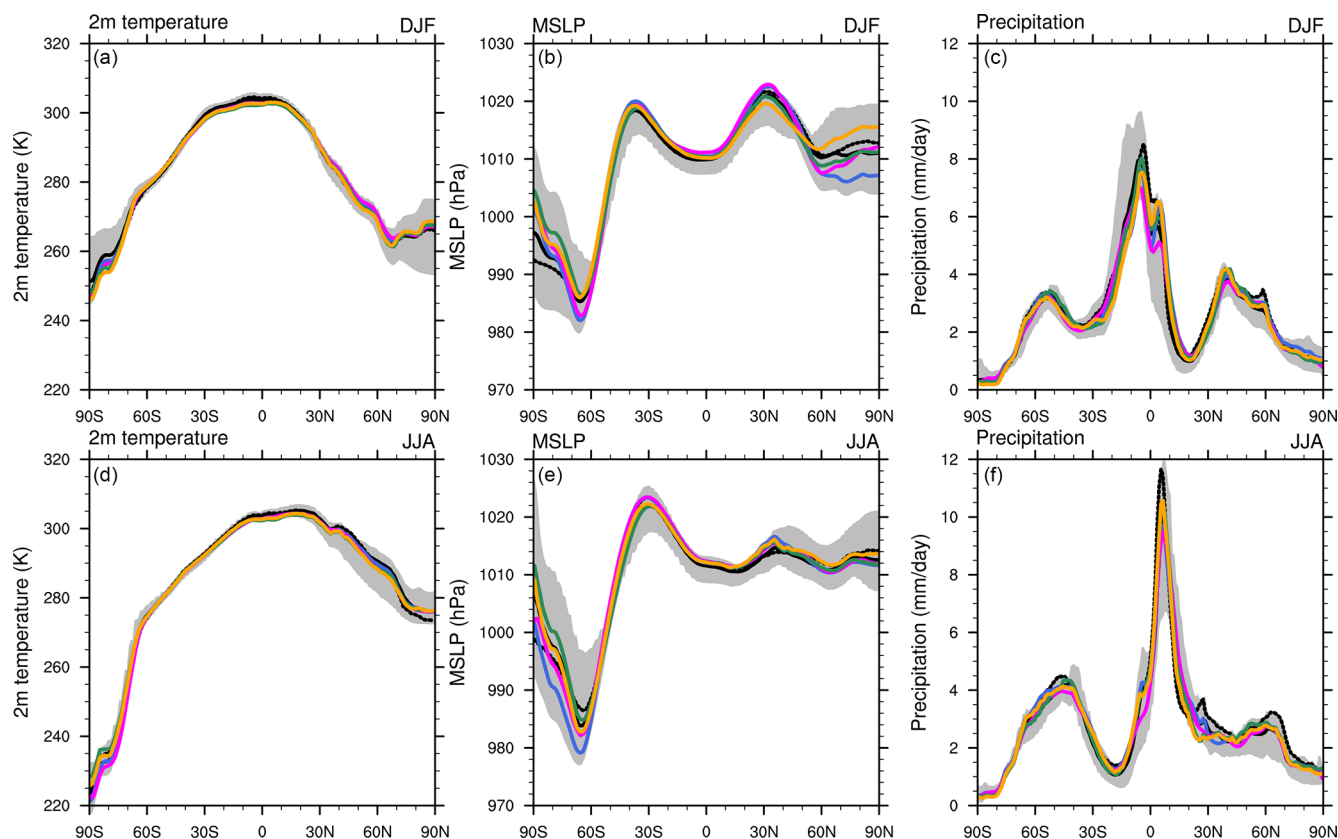 2m temperature DJF
(a)
2m temperature (K)
320
300
280
260
240
220
90S 60S 30S 0 30N 60N 90N
MSLP DJF
(b)
MSLP (hPa)
1030
1020
1010
1000
990
980
970
90S 60S 30S 0 30N 60N 90N
Precipitation DJF
(c)
Precipitation (mm/day)
12
10
8
6
4
2
0
90S 60S 30S 0 30N 60N 90N
2m temperature JJA
(d)
2m temperature (K)
320
300
280
260
240
220
90S 60S 30S 0 30N 60N 90N
MSLP JJA
(e)
MSLP (hPa)
1030
1020
1010
1000
990
980
970
90S 60S 30S 0 30N 60N 90N
Precipitation JJA
(f)
Precipitation (mm/day)
12
10
8
6
4
2
0
90S 60S 30S 0 30N 60N 90N